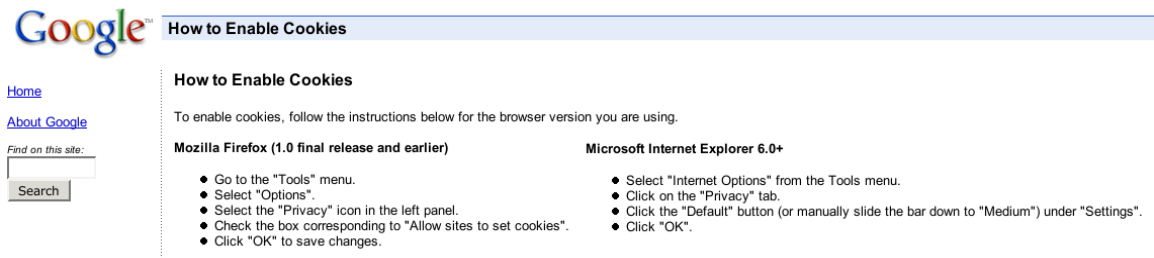 Google™
How to Enable Cookies
Home
About Google
Find on this site:
Search
How to Enable Cookies
To enable cookies, follow the instructions below for the browser version you are using.
Mozilla Firefox (1.0 final release and earlier)
Go to the "Tools" menu.
Select "Options".
Select the "Privacy" icon in the left panel.
Check the box corresponding to "Allow sites to set cookies".
Click "OK" to save changes.
Microsoft Internet Explorer 6.0+
Select "Internet Options" from the Tools menu.
Click on the "Privacy" tab.
Click the "Default" button (or manually slide the bar down to "Medium") under "Settings".
Click "OK".